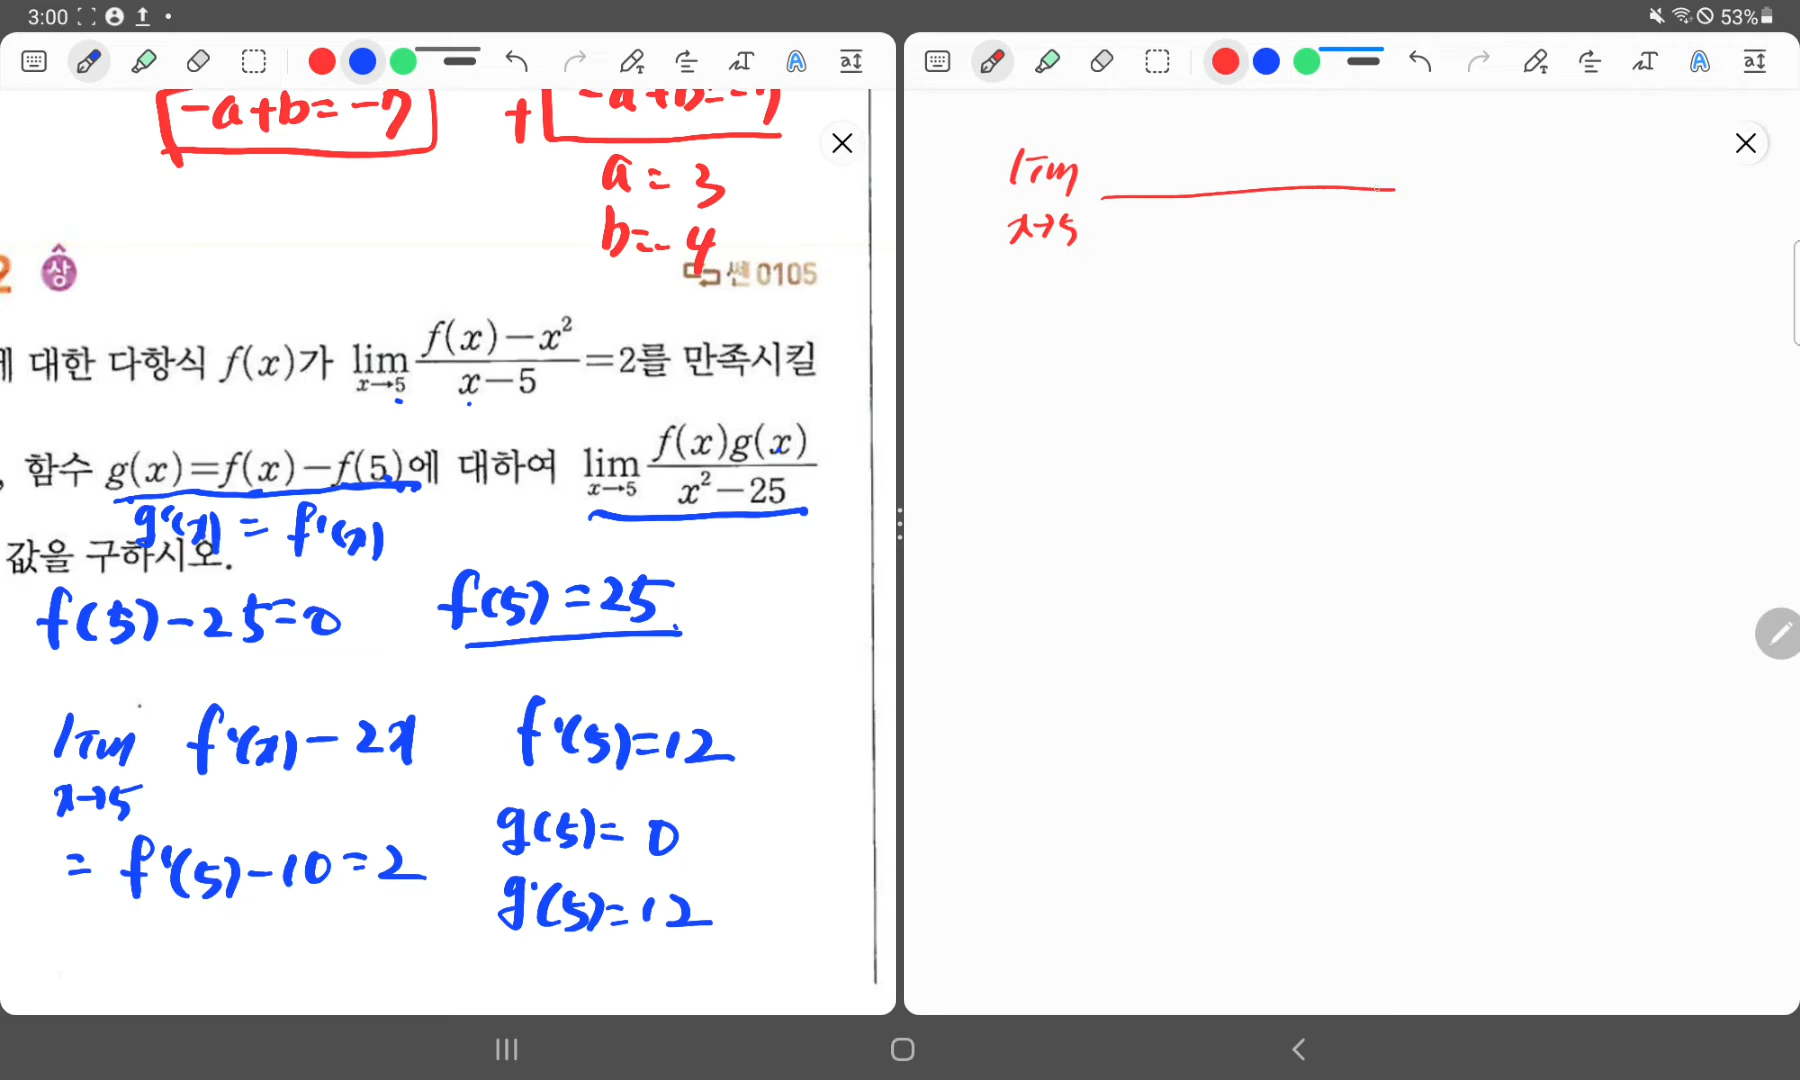 3:00
53%
-a+b=-7
+ -a+b=-7
a=3
b=-4
2 상
쎈 0105
에 대한 다항식 f(x)가 lim x→5 f(x)-x² / x-5 =2를 만족시킬
, 함수 g(x)=f(x)-f(5)에 대하여 lim x→5 f(x)g(x) / x²-25
g'(x) = f'(x)
값을 구하시오.
f(5)-25=0
f(5)=25
lim x→5 f'(x)-2x
= f'(5)-10=2
f'(5)=12
g(5)=0
g'(5)=12
lim
x→5